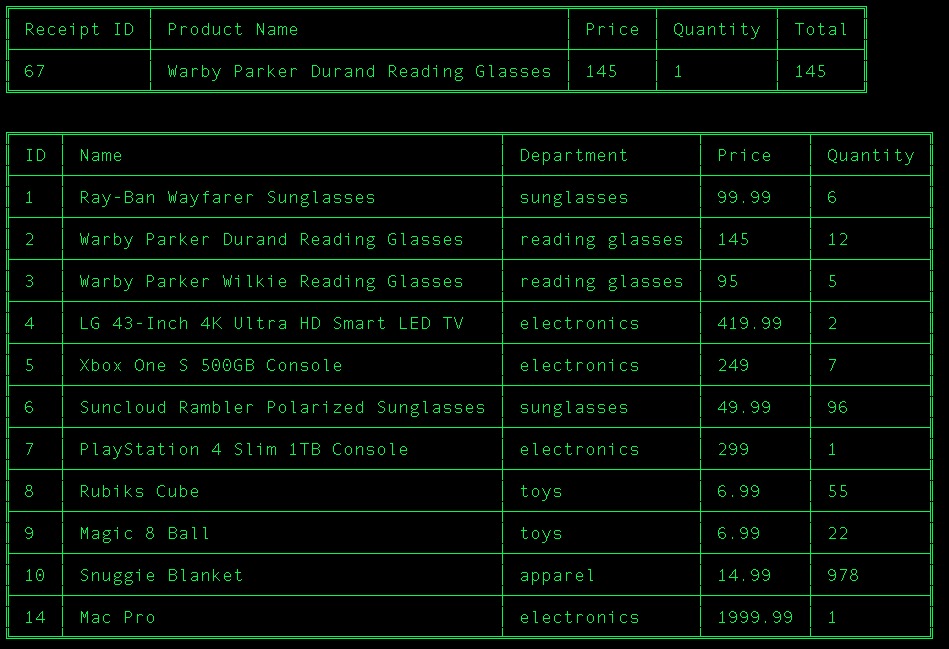 Receipt ID Product Name Price Quantity Total
67 Warby Parker Durand Reading Glasses 145 1 145
ID Name Department Price Quantity
1 Ray-Ban Wayfarer Sunglasses sunglasses 99.99 6
2 Warby Parker Durand Reading Glasses reading glasses 145 12
3 Warby Parker Wilkie Reading Glasses reading glasses 95 5
4 LG 43-Inch 4K Ultra HD Smart LED TV electronics 419.99 2
5 Xbox One S 500GB Console electronics 249 7
6 Suncloud Rambler Polarized Sunglasses sunglasses 49.99 96
7 PlayStation 4 Slim 1TB Console electronics 299 1
8 Rubiks Cube toys 6.99 55
9 Magic 8 Ball toys 6.99 22
10 Snuggie Blanket apparel 14.99 978
14 Mac Pro electronics 1999.99 1